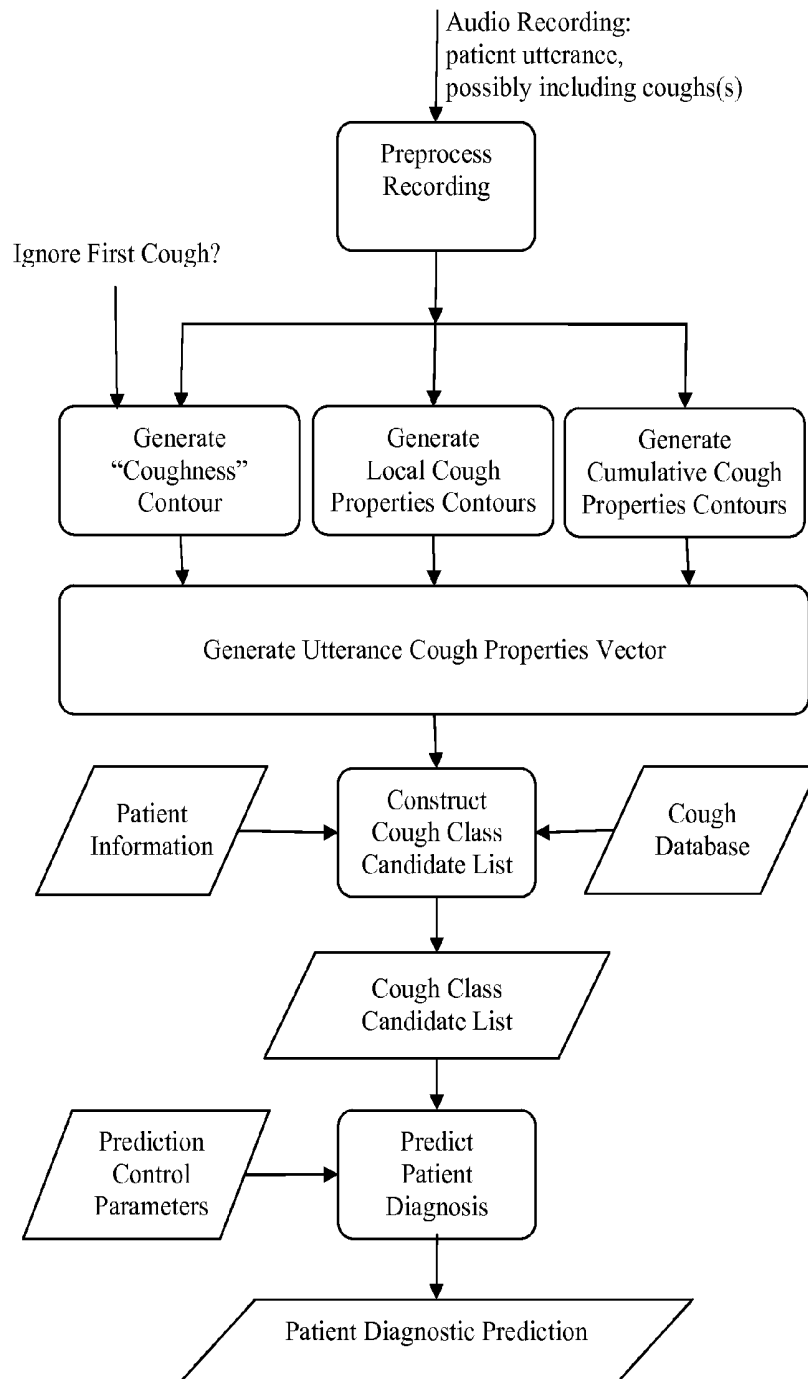 Audio Recording:
patient utterance,
possibly including coughs(s)
Preprocess
Recording
Ignore First Cough?
Generate
“Coughness”
Contour
Generate
Local Cough
Properties Contours
Generate
Cumulative Cough
Properties Contours
Generate Utterance Cough Properties Vector
Patient
Information
Construct
Cough Class
Candidate List
Cough
Database
Cough Class
Candidate List
Prediction
Control
Parameters
Predict
Patient
Diagnosis
Patient Diagnostic Prediction